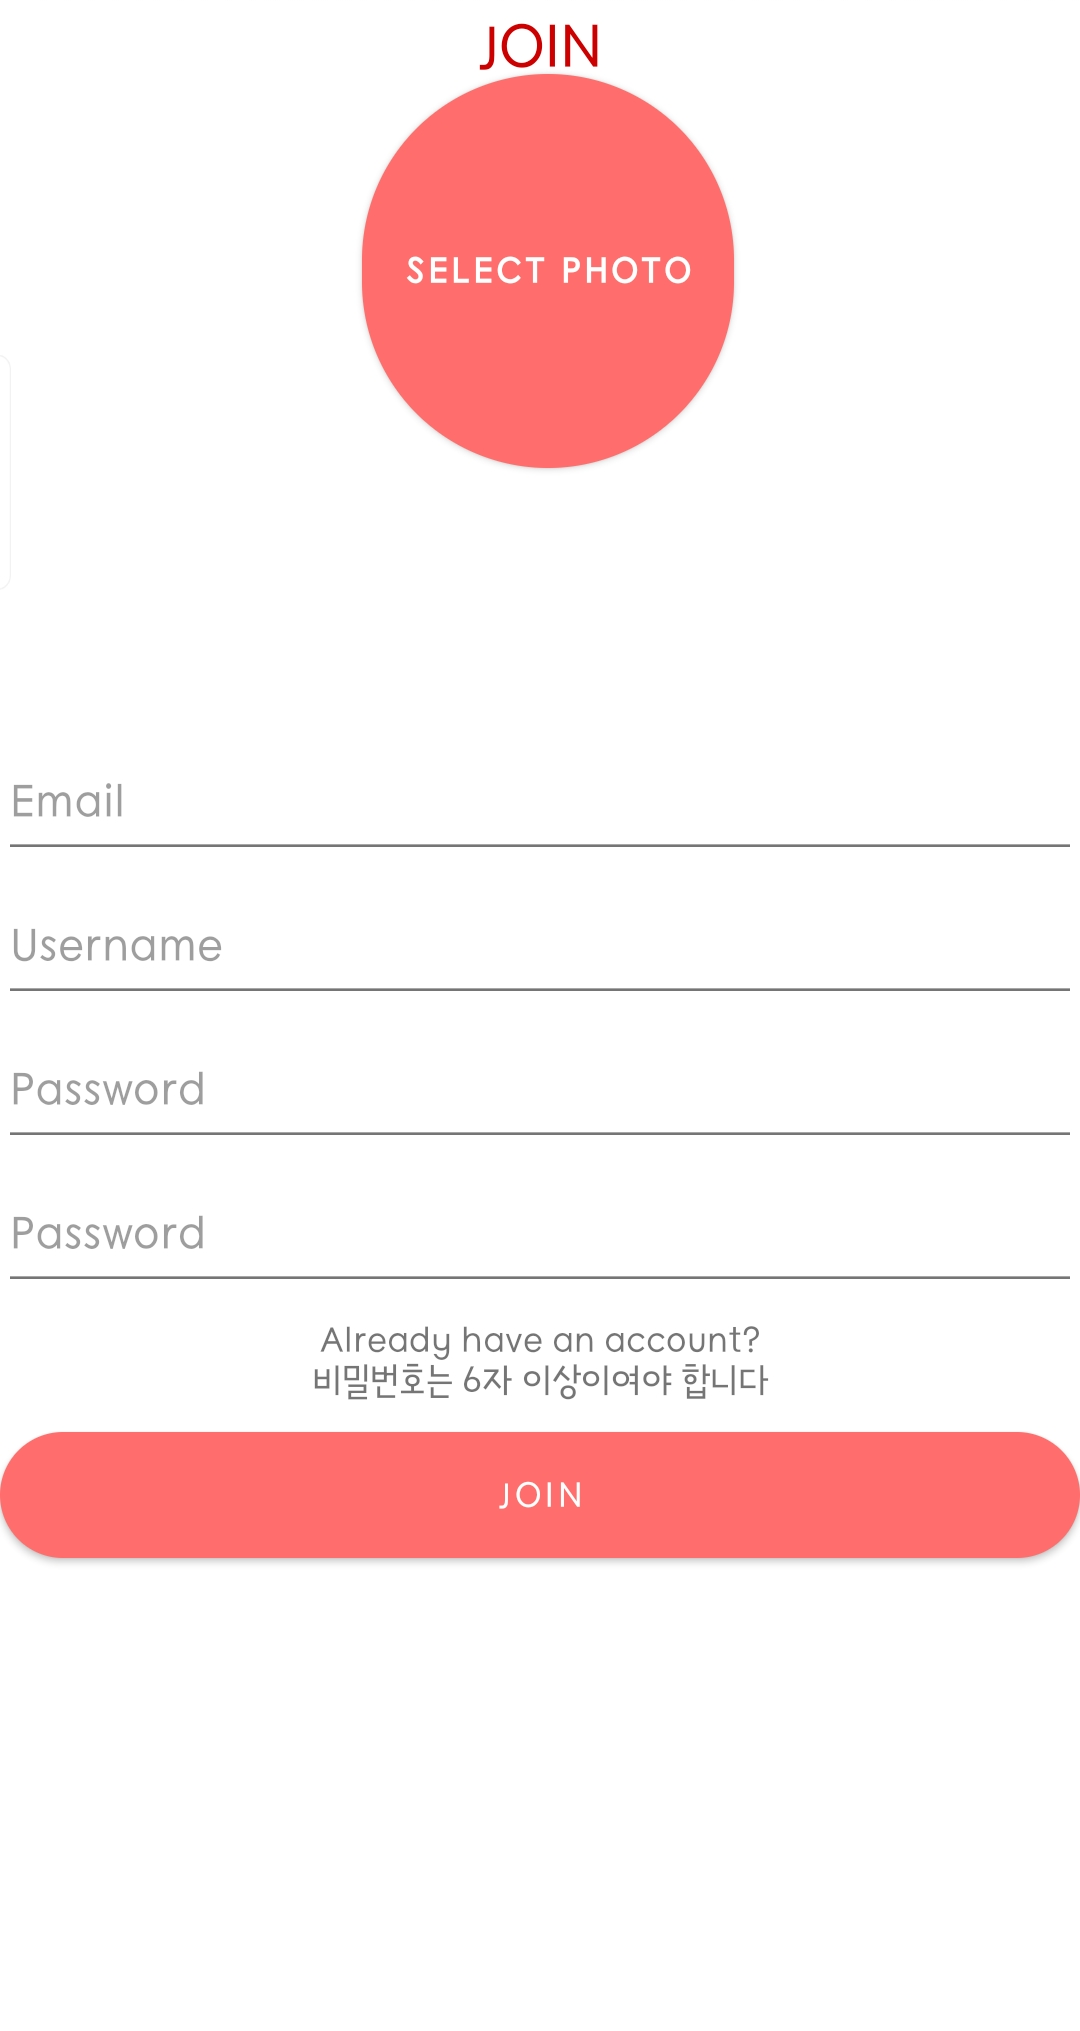 JOIN
SELECT PHOTO
Email
Username
Password
Password
Already have an account?
비밀번호는 6자 이상이여야 합니다
JOIN